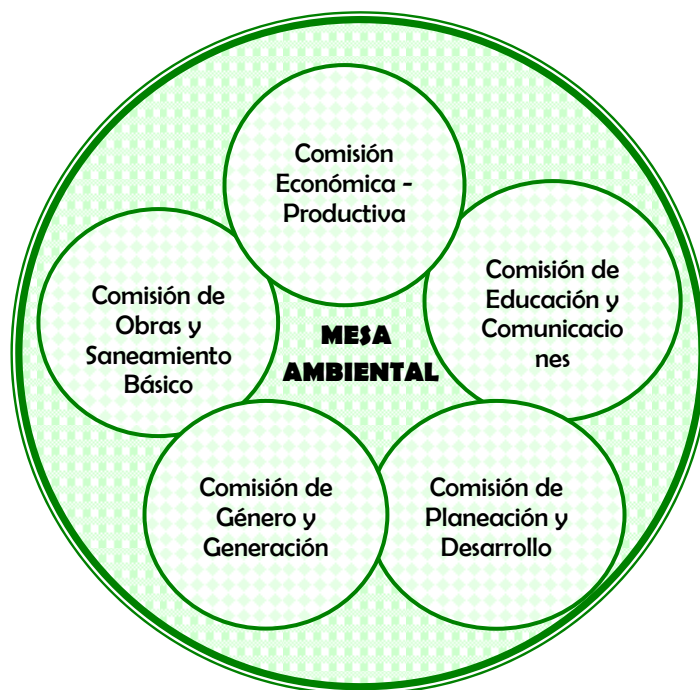 Comisión
Económica -
Productiva
Comisión de
Educación y
Comunicacio
nes
Comisión de
Obras y
Saneamiento
Básico
MESA
AMBIENTAL
Comisión de
Género y
Generación
Comisión de
Planeación y
Desarrollo